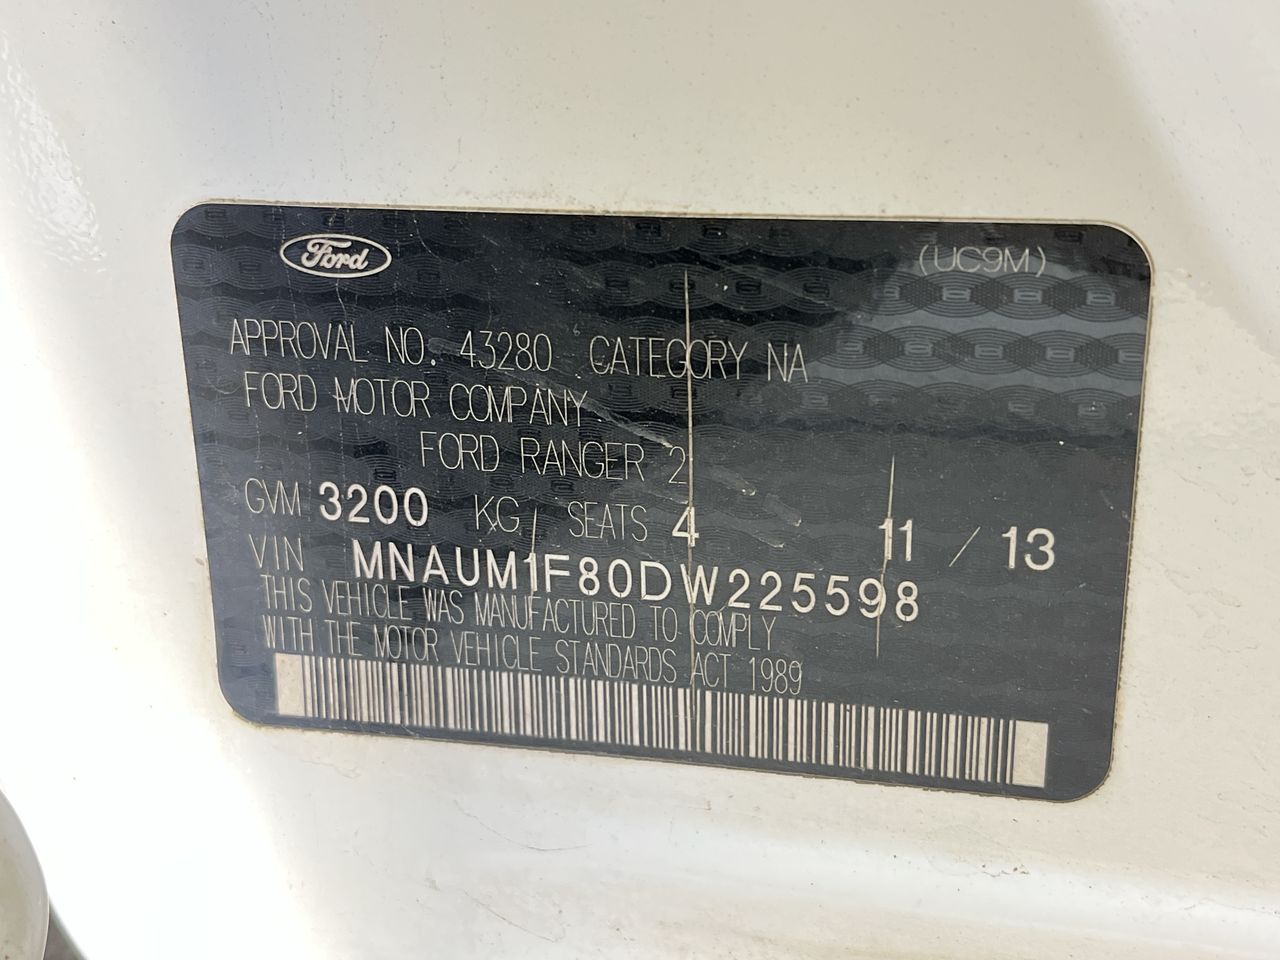 Ford
(UC9M)
APPROVAL NO. 43280 CATEGORY NA
FORD MOTOR COMPANY
FORD RANGER 2
GVM 3200 KG SEATS 4 11 / 13
VIN MNAUM1F80DW225598
THIS VEHICLE WAS MANUFACTURED TO COMPLY
WITH THE MOTOR VEHICLE STANDARDS ACT 1989